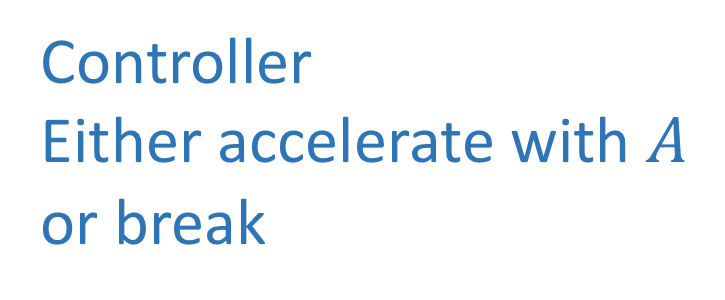 Controller
Either accelerate with A
or break